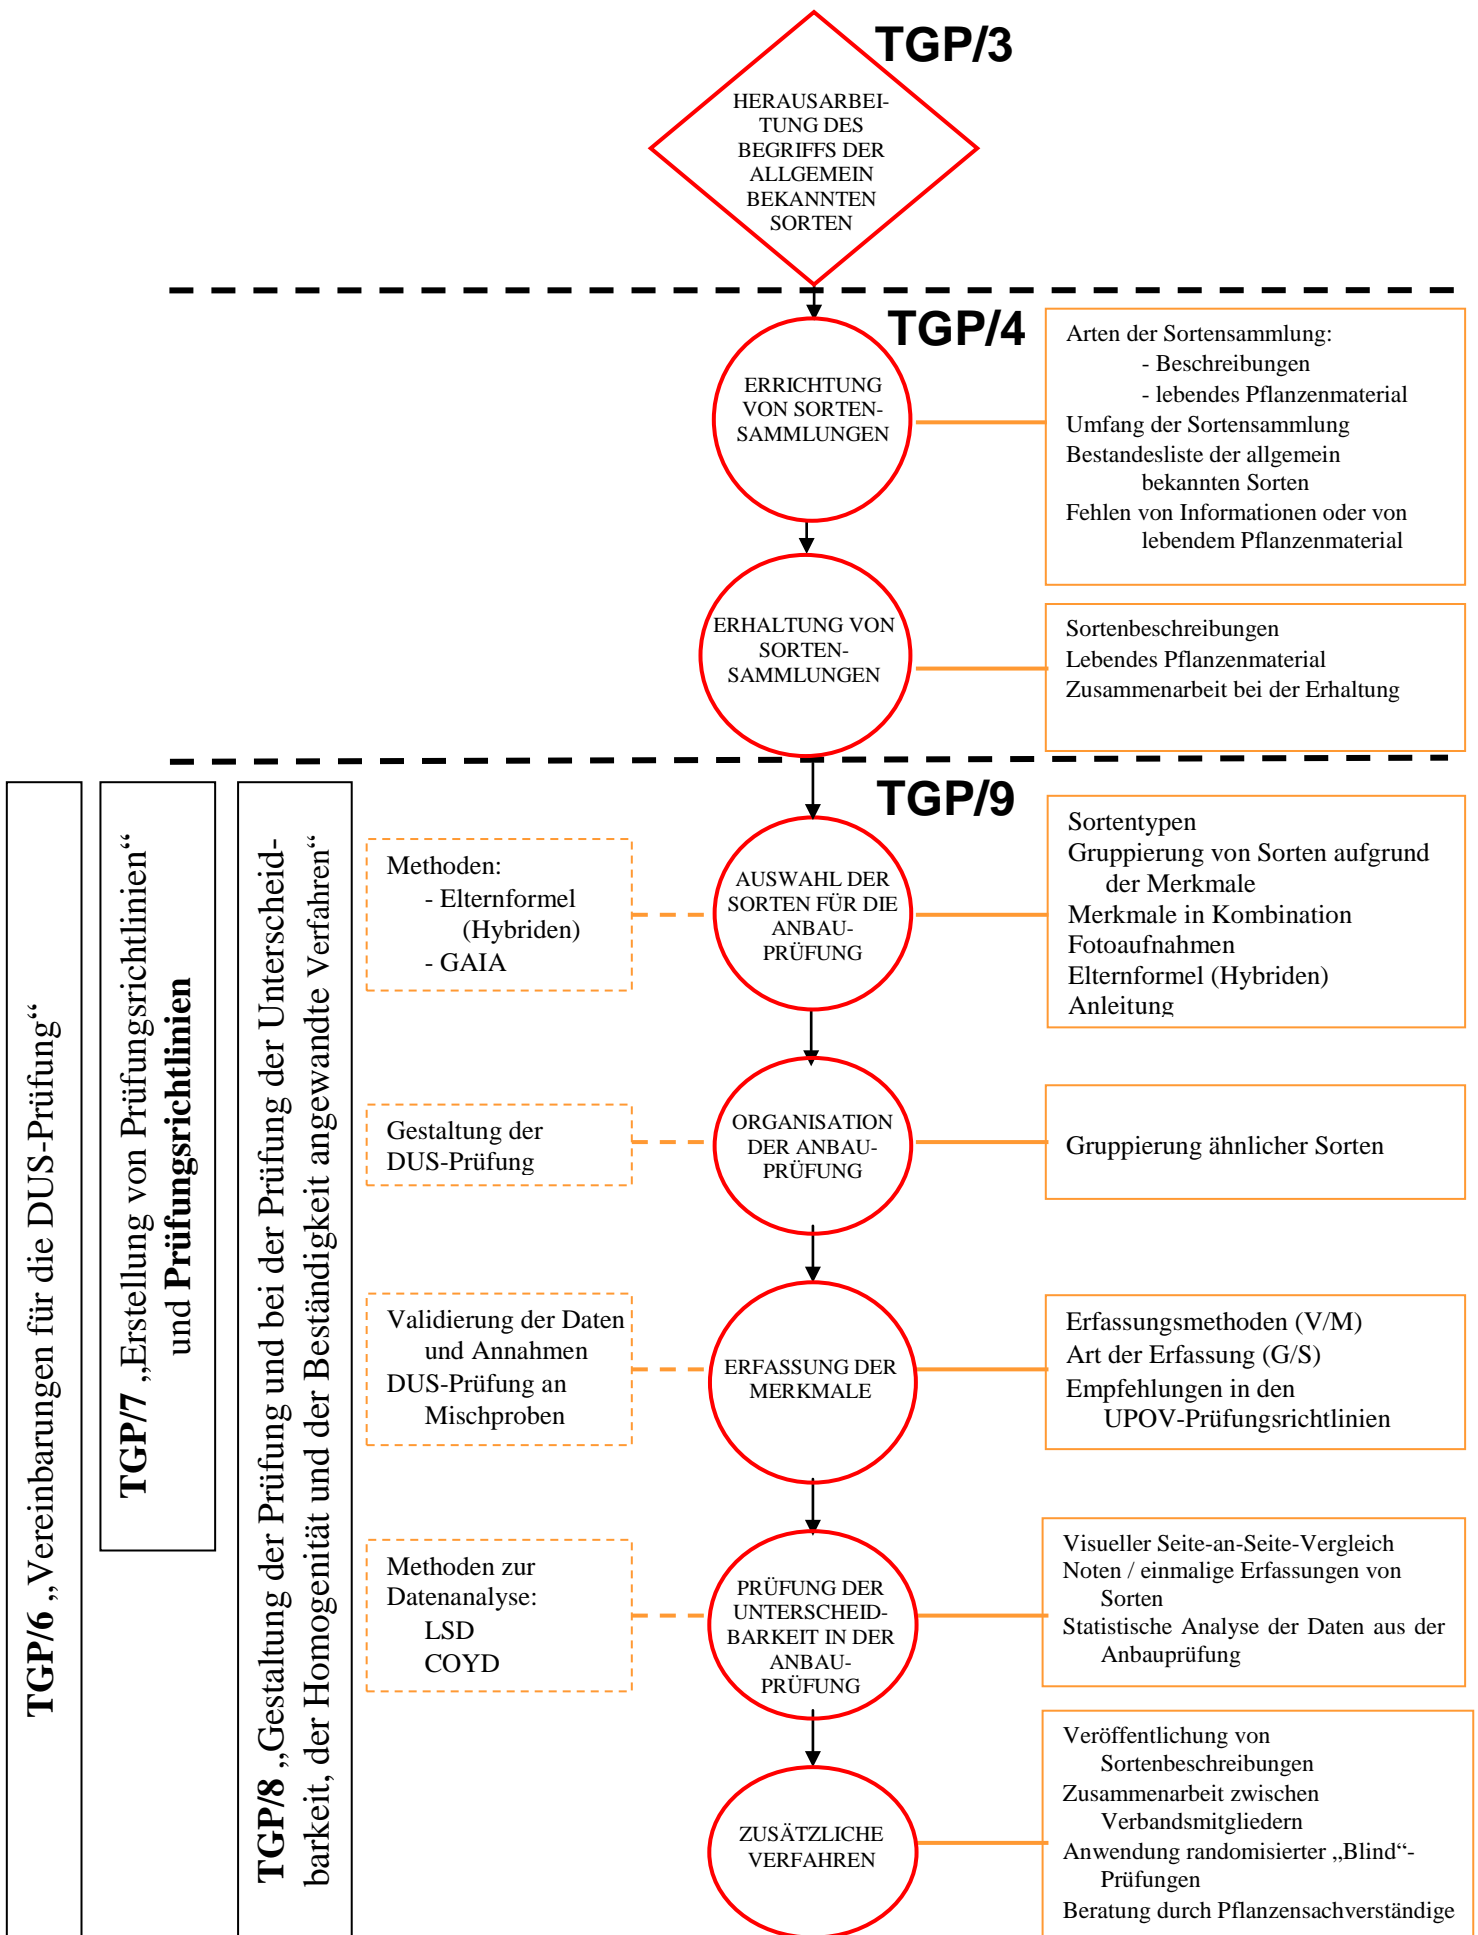 TGP/3
HERAUSARBEI-
TUNG DES
BEGRIFFS DER
ALLGEMEIN
BEKANNTEN
SORTEN
TGP/4
ERRICHTUNG
VON SORTEN-
SAMMLUNGEN
Arten der Sortensammlung:
- Beschreibungen
- lebendes Pflanzenmaterial
Umfang der Sortensammlung
Bestandesliste der allgemein
bekannten Sorten
Fehlen von Informationen oder von
lebendem Pflanzenmaterial
ERHALTUNG VON
SORTEN-
SAMMLUNGEN
Sortenbeschreibungen
Lebendes Pflanzenmaterial
Zusammenarbeit bei der Erhaltung
TGP/9
TGP/6 „Vereinbarungen für die DUS-Prüfung“
TGP/7 „Erstellung von Prüfungsrichtlinien“
und Prüfungsrichtlinien
TGP/8 „Gestaltung der Prüfung und bei der Prüfung der Unterscheid-
barkeit, der Homogenität und der Beständigkeit angewandte Verfahren“
Methoden:
- Elternformel
(Hybriden)
- GAIA
AUSWAHL DER
SORTEN FÜR DIE
ANBAU-
PRÜFUNG
Sortentypen
Gruppierung von Sorten aufgrund
der Merkmale
Merkmale in Kombination
Fotoaufnahmen
Elternformel (Hybriden)
Anleitung
Gestaltung der
DUS-Prüfung
ORGANISATION
DER ANBAU-
PRÜFUNG
Gruppierung ähnlicher Sorten
Validierung der Daten
und Annahmen
DUS-Prüfung an
Mischproben
ERFASSUNG DER
MERKMALE
Erfassungsmethoden (V/M)
Art der Erfassung (G/S)
Empfehlungen in den
UPOV-Prüfungsrichtlinien
Methoden zur
Datenanalyse:
LSD
COYD
PRÜFUNG DER
UNTERSCHEID-
BARKEIT IN DER
ANBAU-
PRÜFUNG
Visueller Seite-an-Seite-Vergleich
Noten / einmalige Erfassungen von
Sorten
Statistische Analyse der Daten aus der
Anbauprüfung
ZUSÄTZLICHE
VERFAHREN
Veröffentlichung von
Sortenbeschreibungen
Zusammenarbeit zwischen
Verbandsmitgliedern
Anwendung randomisierter „Blind“-
Prüfungen
Beratung durch Pflanzensachverständige